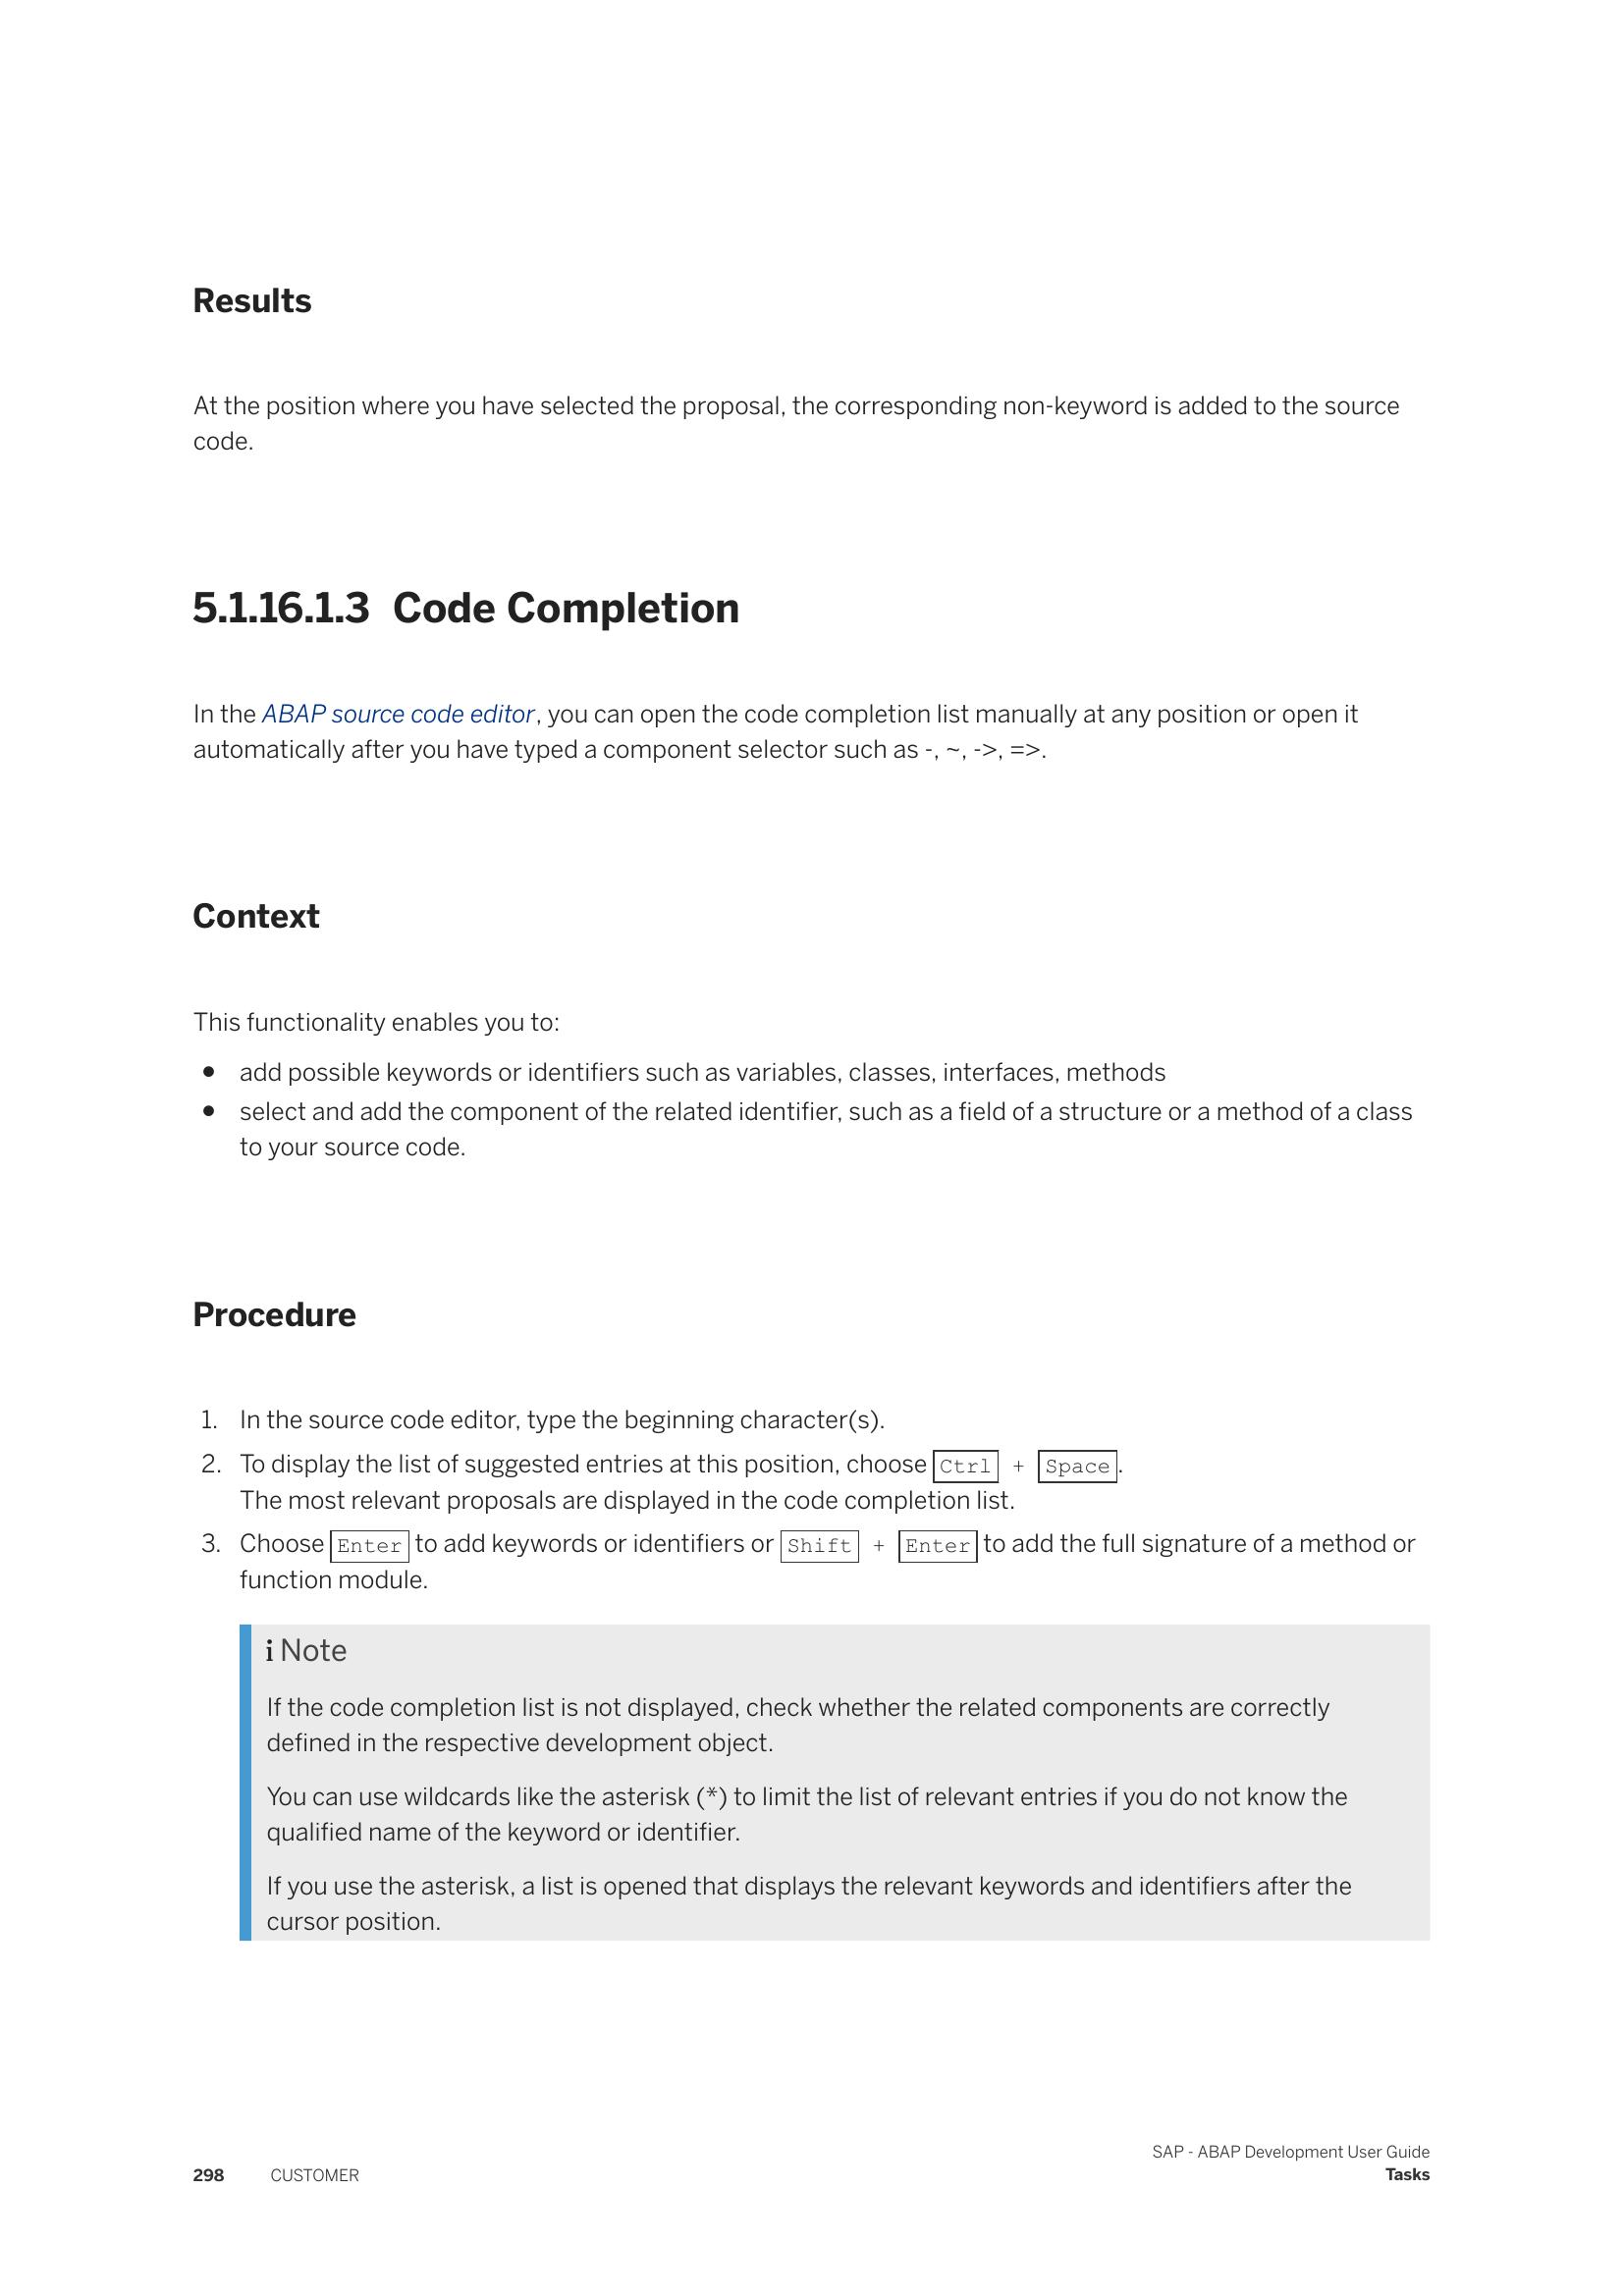 Results
At the position where you have selected the proposal, the corresponding non-keyword is added to the source
code.
5.1.16.1.3 Code Completion
In the ABAP source code editor, you can open the code completion list manually at any position or open it
automatically after you have typed a component selector such as -, ~, ->, =>.
Context
This functionality enables you to:
● add possible keywords or identifiers such as variables, classes, interfaces, methods
● select and add the component of the related identifier, such as a field of a structure or a method of a class
to your source code.
Procedure
1. In the source code editor, type the beginning character(s).
2. To display the list of suggested entries at this position, choose Ctrl + Space.
The most relevant proposals are displayed in the code completion list.
3. Choose Enter to add keywords or identifiers or Shift + Enter to add the full signature of a method or
function module.
i Note
If the code completion list is not displayed, check whether the related components are correctly
defined in the respective development object.
You can use wildcards like the asterisk (*) to limit the list of relevant entries if you do not know the
qualified name of the keyword or identifier.
If you use the asterisk, a list is opened that displays the relevant keywords and identifiers after the
cursor position.
SAP - ABAP Development User Guide
298 CUSTOMER Tasks